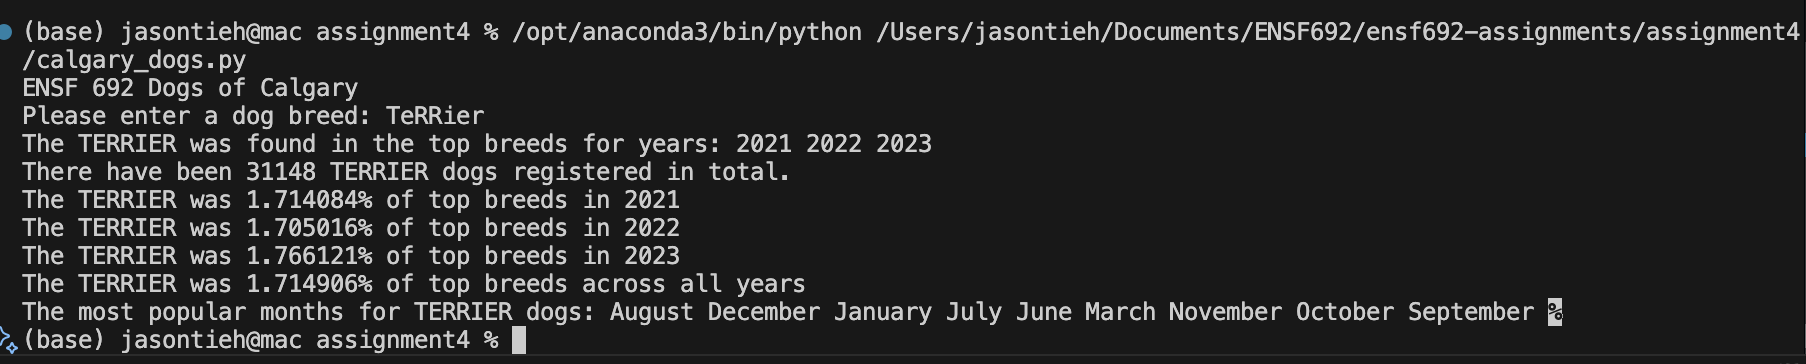 (base) jasontieh@mac assignment4 % /opt/anaconda3/bin/python /Users/jasontieh/Documents/ENSF692/ensf692-assignments/assignment4
/calgary_dogs.py
ENSF 692 Dogs of Calgary
Please enter a dog breed: TeRRier
The TERRIER was found in the top breeds for years: 2021 2022 2023
There have been 31148 TERRIER dogs registered in total.
The TERRIER was 1.714084% of top breeds in 2021
The TERRIER was 1.705016% of top breeds in 2022
The TERRIER was 1.766121% of top breeds in 2023
The TERRIER was 1.714906% of top breeds across all years
The most popular months for TERRIER dogs: August December January July June March November October September %
(base) jasontieh@mac assignment4 %